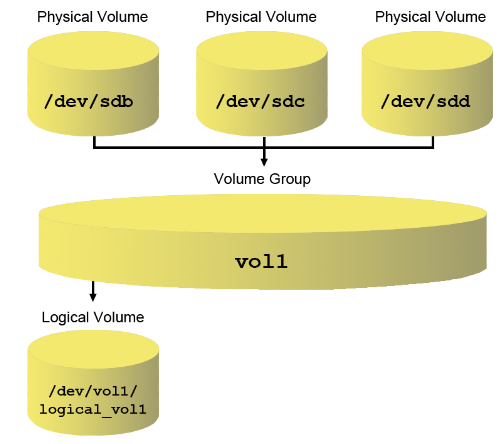 Physical Volume
Physical Volume
Physical Volume
/dev/sdb
/dev/sdc
/dev/sdd
Volume Group
vol1
Logical Volume
/dev/vol1/
logical_vol1